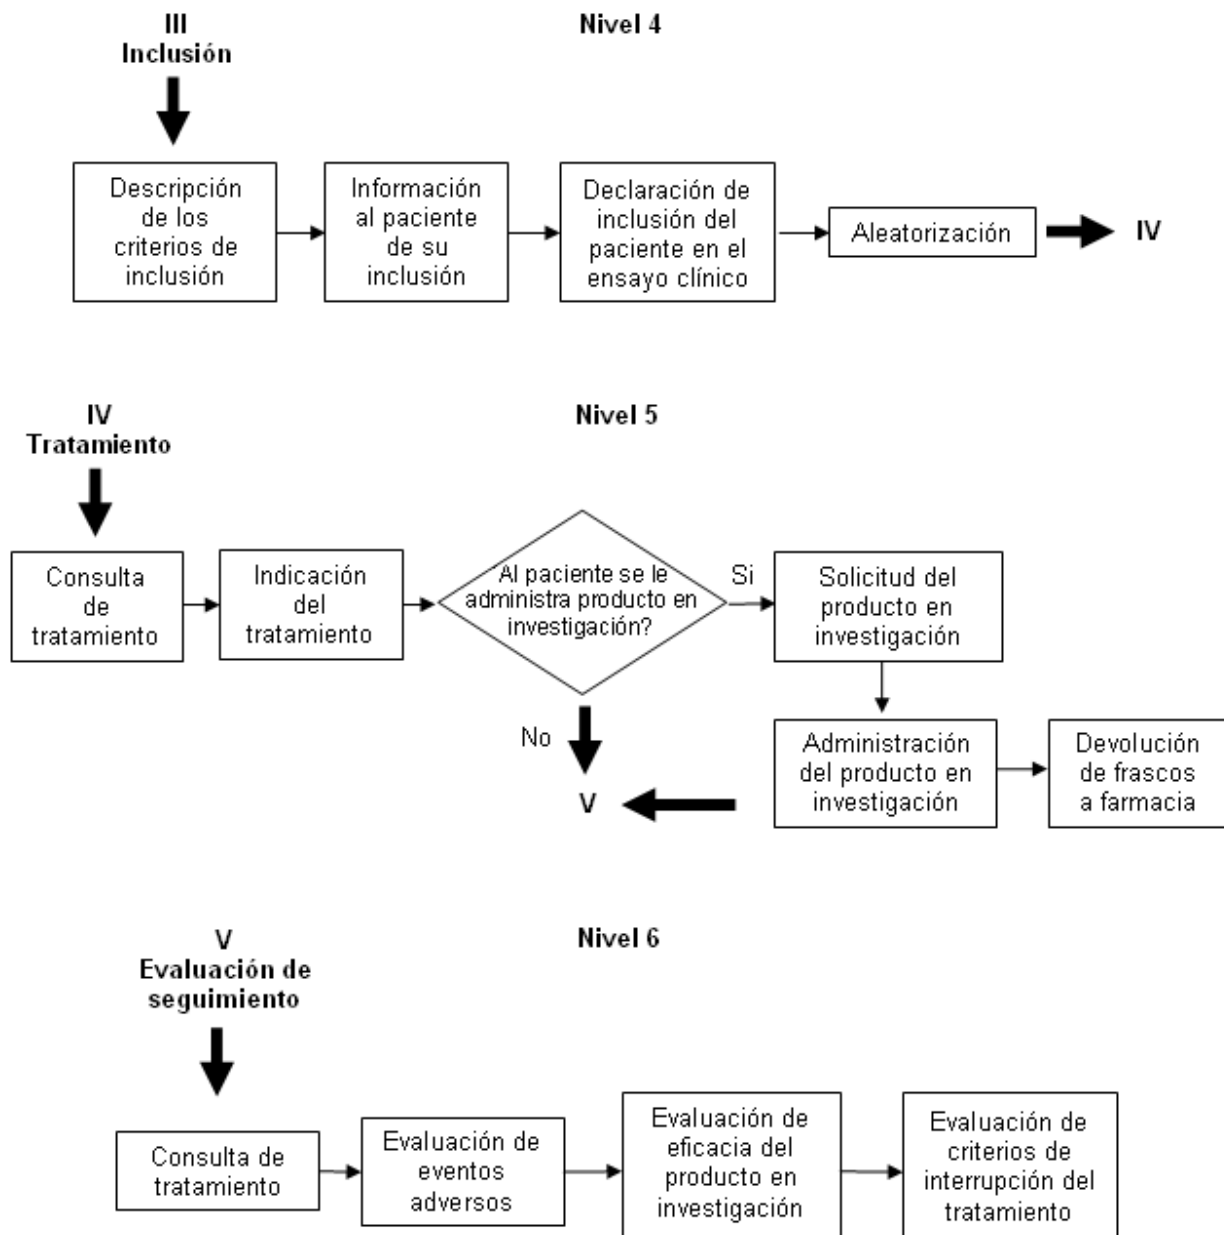 III
Inclusión
Nivel 4
Descripción
de los
criterios de
inclusión
Información
al paciente
de su
inclusión
Declaración de
inclusión del
paciente en el
ensayo clínico
Aleatorización
IV
IV
Tratamiento
Nivel 5
Consulta
de
tratamiento
Indicación
del
tratamiento
Al paciente se le
administra producto en
investigación?
Si
Solicitud del
producto en
investigación
No
V
Administración
del producto en
investigación
Devolución
de frascos
a farmacia
V
Evaluación de
seguimiento
Nivel 6
Consulta de
tratamiento
Evaluación de
eventos
adversos
Evaluación de
eficacia del
producto en
investigación
Evaluación de
criterios de
interrupción del
tratamiento